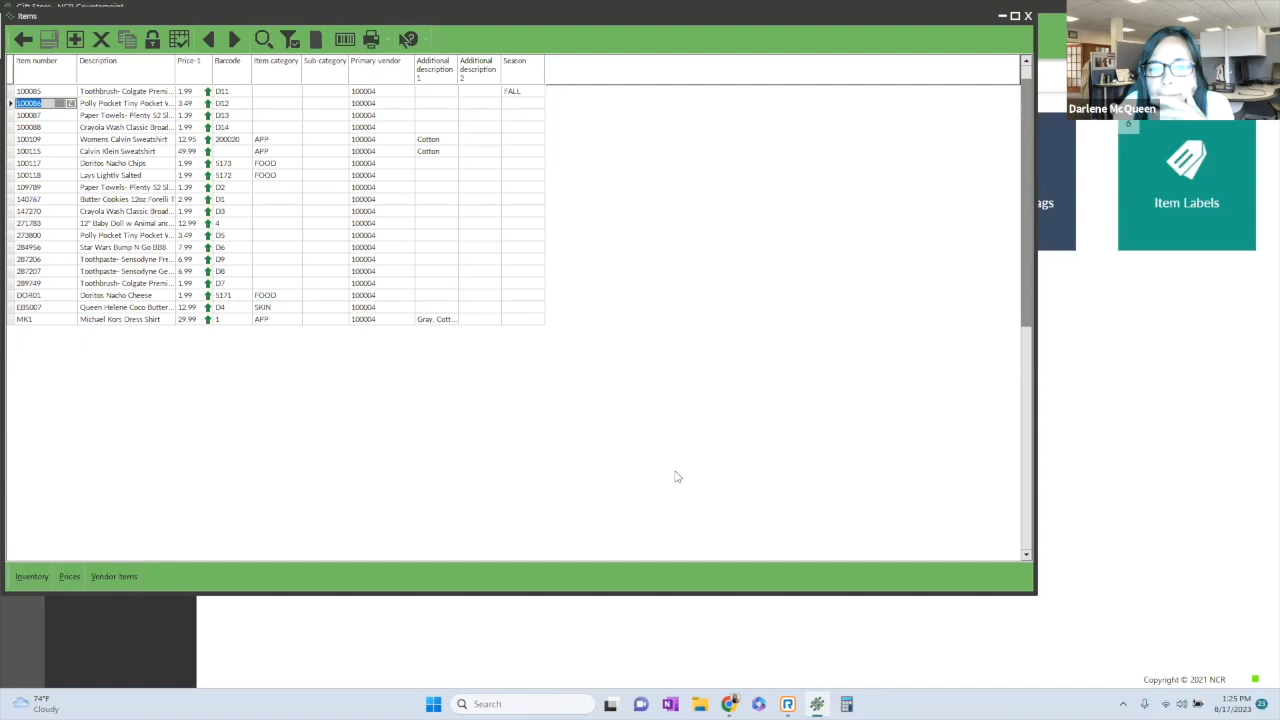 Gift Store - NCR Counterpoint
Items
Item number Description Price-1 Barcode Item category Sub-category Primary vendor Additional description 1 Additional description 2 Season
100085 Toothbrush- Colgate Premi... 1.99 D11 100004 FALL
100086 Polly Pocket Tiny Pocket W 3.49 D12 100004
100087 Paper Towels- Plenty 52 Sl... 1.39 D13 100004
100088 Crayola Wash Classic Broad... 1.99 D14 100004
100109 Womens Calvin Sweatshirt 12.95 200020 APP 100004 Cotton
100115 Calvin Klein Sweatshirt 49.99 APP 100004 Cotton
100117 Doritos Nacho Chips 1.99 5173 FOOD 100004
100118 Lays Lightly Salted 1.99 5172 FOOD 100004
109789 Paper Towels- Plenty 52 Sl... 1.39 D2 100004
140767 Butter Cookies 12oz Forelli T 2.99 D1 100004
147270 Crayola Wash Classic Broad... 1.99 D3 100004
271783 12" Baby Doll w Animal and... 12.99 4 100004
273800 Polly Pocket Tiny Pocket W 3.49 D5 100004
284956 Star Wars Bump N Go BB8 7.99 D6 100004
287206 Toothpaste- Sensodyne Fre... 6.99 D9 100004
287207 Toothpaste- Sensodyne Ge... 6.99 D8 100004
289749 Toothbrush- Colgate Premi... 1.99 D7 100004
DOR01 Doritos Nacho Cheese 1.99 5171 FOOD 100004
EBS007 Queen Helene Coco Butter... 12.99 D4 SKIN 100004
MK1 Michael Kors Dress Shirt 29.99 1 APP 100004 Gray, Cott...
Inventory Prices Vendor Items
Darlene McQueen
6
ags
Item Labels
Copyright © 2021 NCR
74°F
Cloudy
Search
1:25 PM
8/17/2023
23